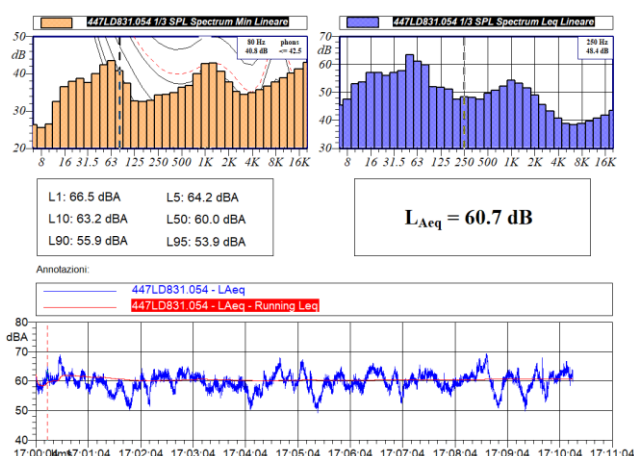 447LD831.054 1/3 SPL Spectrum Min Lineare
50
dB
40
30
20
80 Hz phons
40.8 dB <= 42.5
8 16 31.5 63 125 250 500 1K 2K 4K 8K 16K
447LD831.054 1/3 SPL Spectrum Leq Lineare
70
dB
60
50
40
30
250 Hz
48.4 dB
8 16 31.5 63 125 250 500 1K 2K 4K 8K 16K
L1: 66.5 dBA L5: 64.2 dBA
L10: 63.2 dBA L50: 60.0 dBA
L90: 55.9 dBA L95: 53.9 dBA
LAeq = 60.7 dB
Annotazioni:
447LD831.054 - LAeq
447LD831.054 - LAeq - Running Leq
80
dBA
70
60
50
40
17:00:04 17:01:04 17:02:04 17:03:04 17:04:04 17:05:04 17:06:04 17:07:04 17:08:04 17:09:04 17:10:04 17:11:04